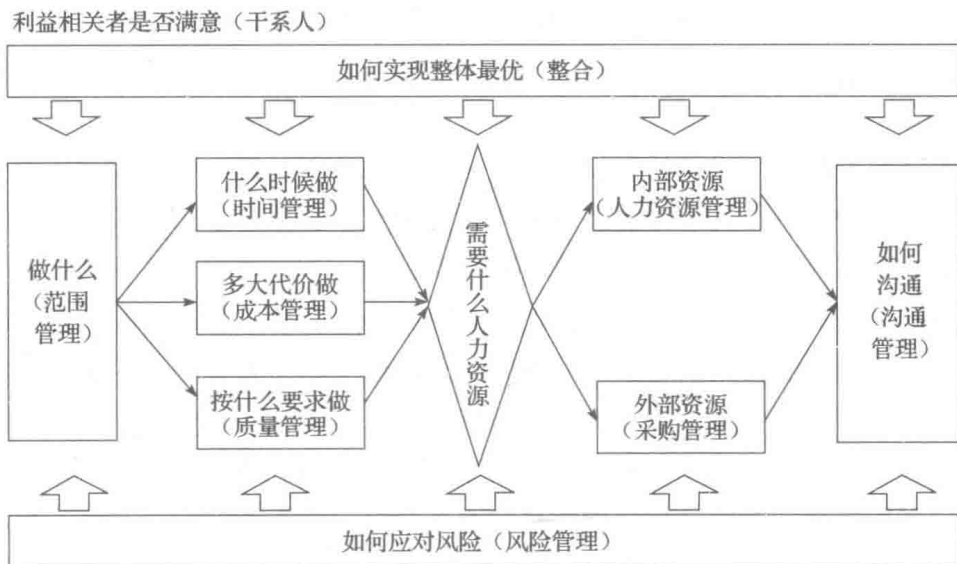 利益相关者是否满意（干系人）
如何实现整体最优（整合）
做什么
（范围
管理）
什么时候做
（时间管理）
多大代价做
（成本管理）
按什么要求做
（质量管理）
需要什么人力资源
内部资源
（人力资源管理）
外部资源
（采购管理）
如何
沟通
（沟通
管理）
如何应对风险（风险管理）